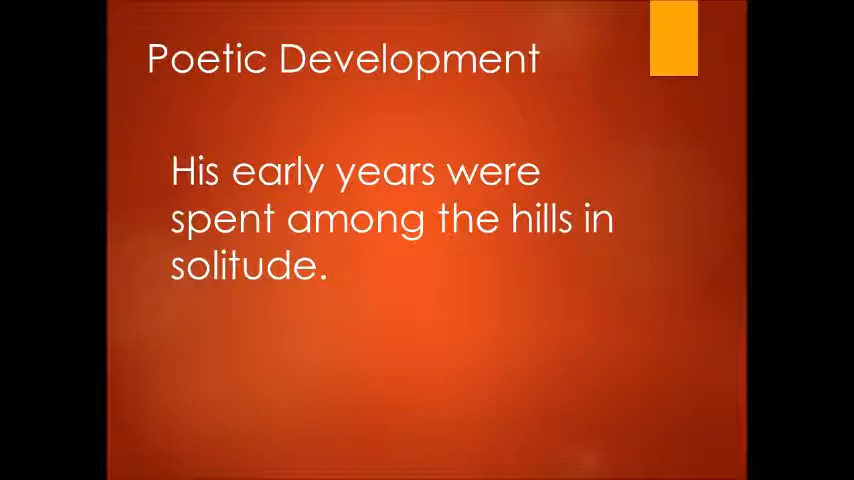 Poetic Development
His early years were
spent among the hills in
solitude.